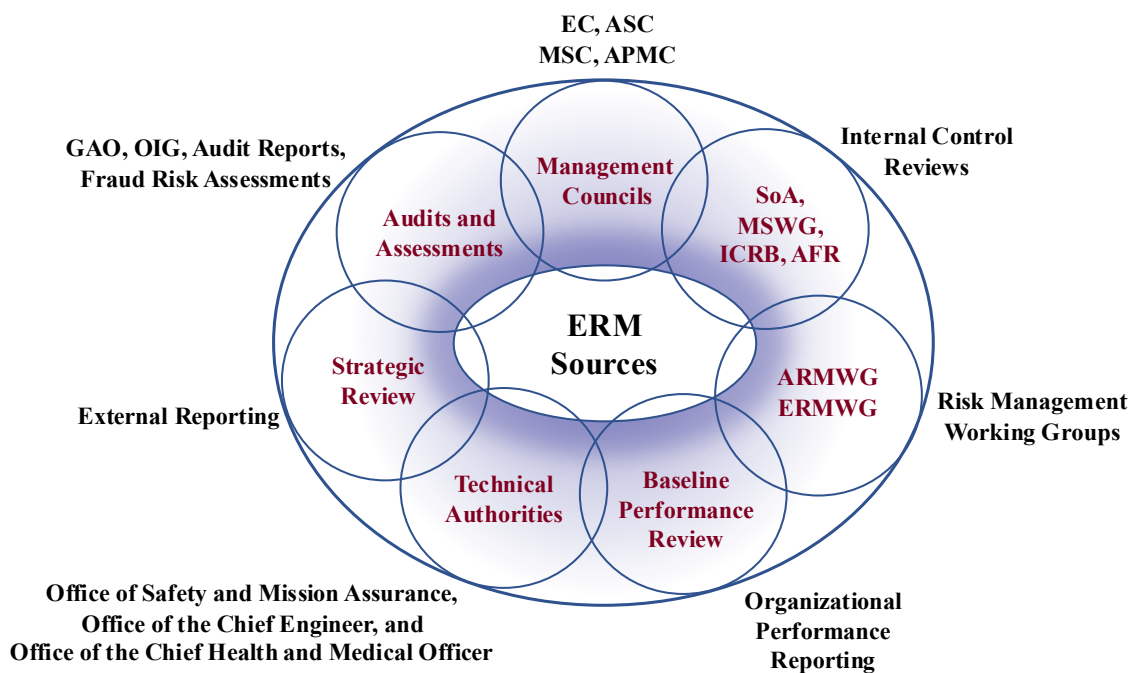 EC, ASC
MSC, APMC
GAO, OIG, Audit Reports,
Fraud Risk Assessments
Internal Control
Reviews
Management
Councils
Audits and
Assessments
SoA,
MSWG,
ICRB, AFR
ERM
Sources
Strategic
Review
ARMWG
ERMWG
External Reporting
Risk Management
Working Groups
Technical
Authorities
Baseline
Performance
Review
Office of Safety and Mission Assurance,
Office of the Chief Engineer, and
Office of the Chief Health and Medical Officer
Organizational
Performance
Reporting